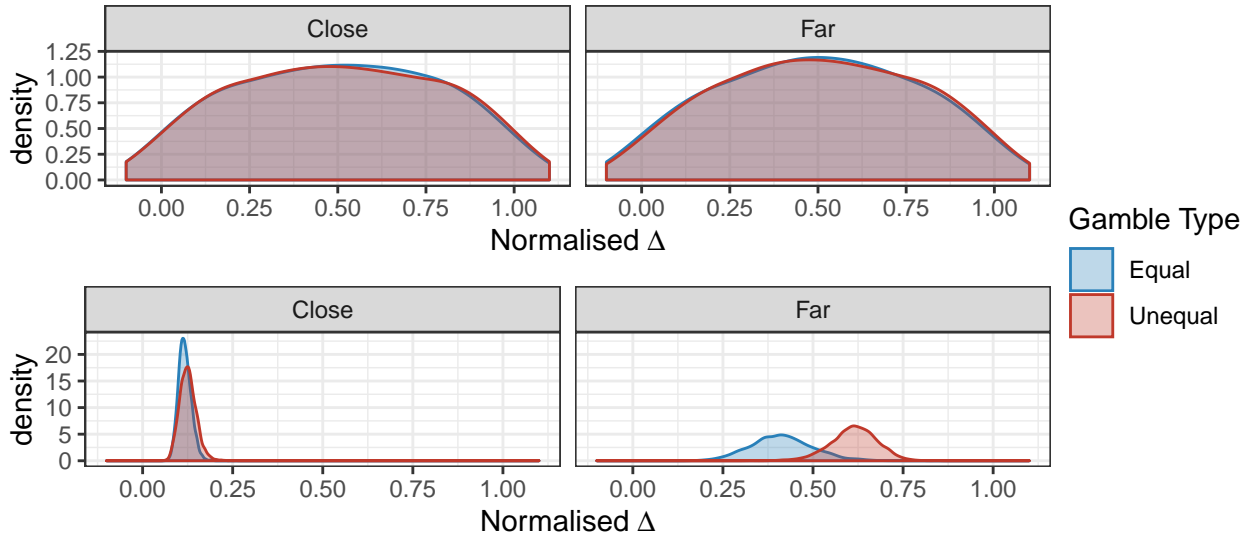 Close Far
density
1.25
1.00
0.75
0.50
0.25
0.00
0.00 0.25 0.50 0.75 1.00 0.00 0.25 0.50 0.75 1.00
Normalised Δ
Gamble Type
Equal
Unequal
Close Far
density
20
15
10
5
0
0.00 0.25 0.50 0.75 1.00 0.00 0.25 0.50 0.75 1.00
Normalised Δ